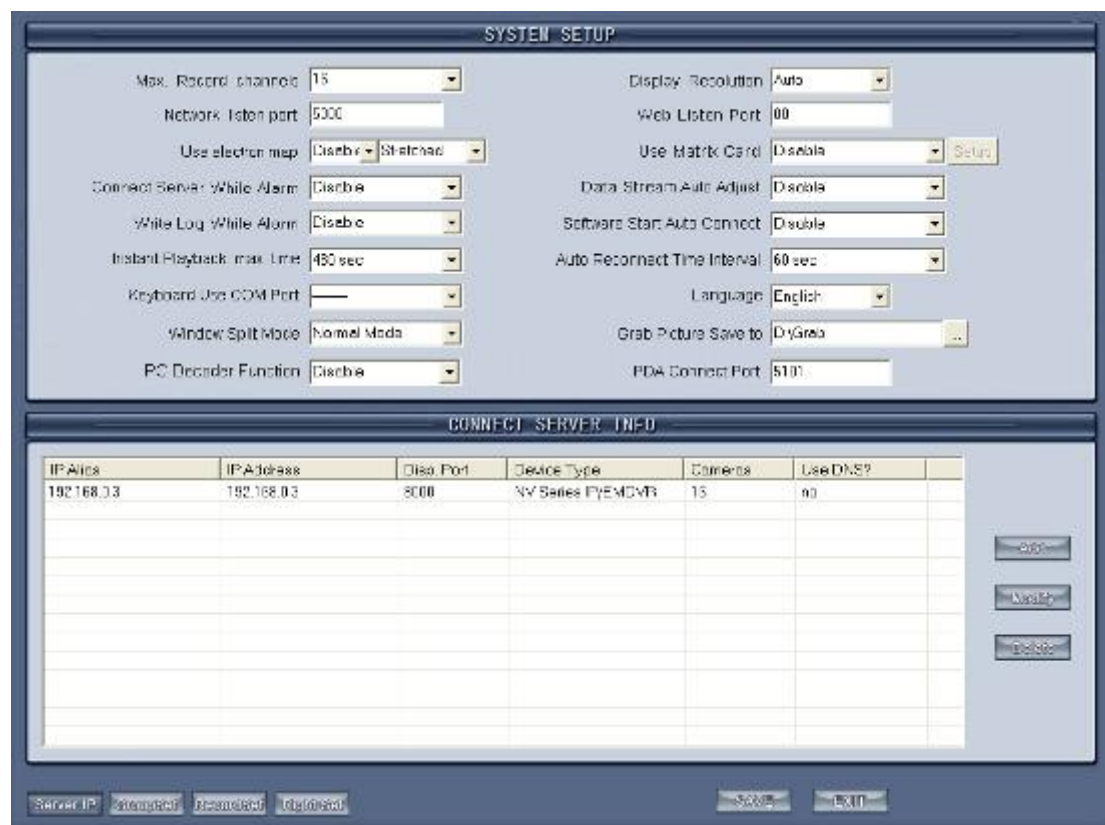 SYSTEM SETUP
Max. Record channels 16
Display Resolution Auto
Network listen port 5000
Web Listen Port
Use electron map Disable Stretched
Use Matrix Card Disable Setup
Connect Server While Alarm Disable
Data Stream Auto Adjust Disable
Write Log While Alarm Disable
Software Start Auto Connect Disable
Instant Playback max time 480 sec
Auto Reconnect Time Interval 60 sec
Keyboard Use COM Port
Language English
Window Split Mode Normal Mode
Grab Picture Save to D:\Grab ...
PC Decoder Function Disable
PDA Connect Port 5101
CONNECT SERVER INFO
IP Alias IP Address Disp. Port Device Type Cameras Use DNS?
192.168.0.3 192.168.0.3 8000 NV Series 16 no
Add
Modify
Delete
Server IP
SAVE EXIT